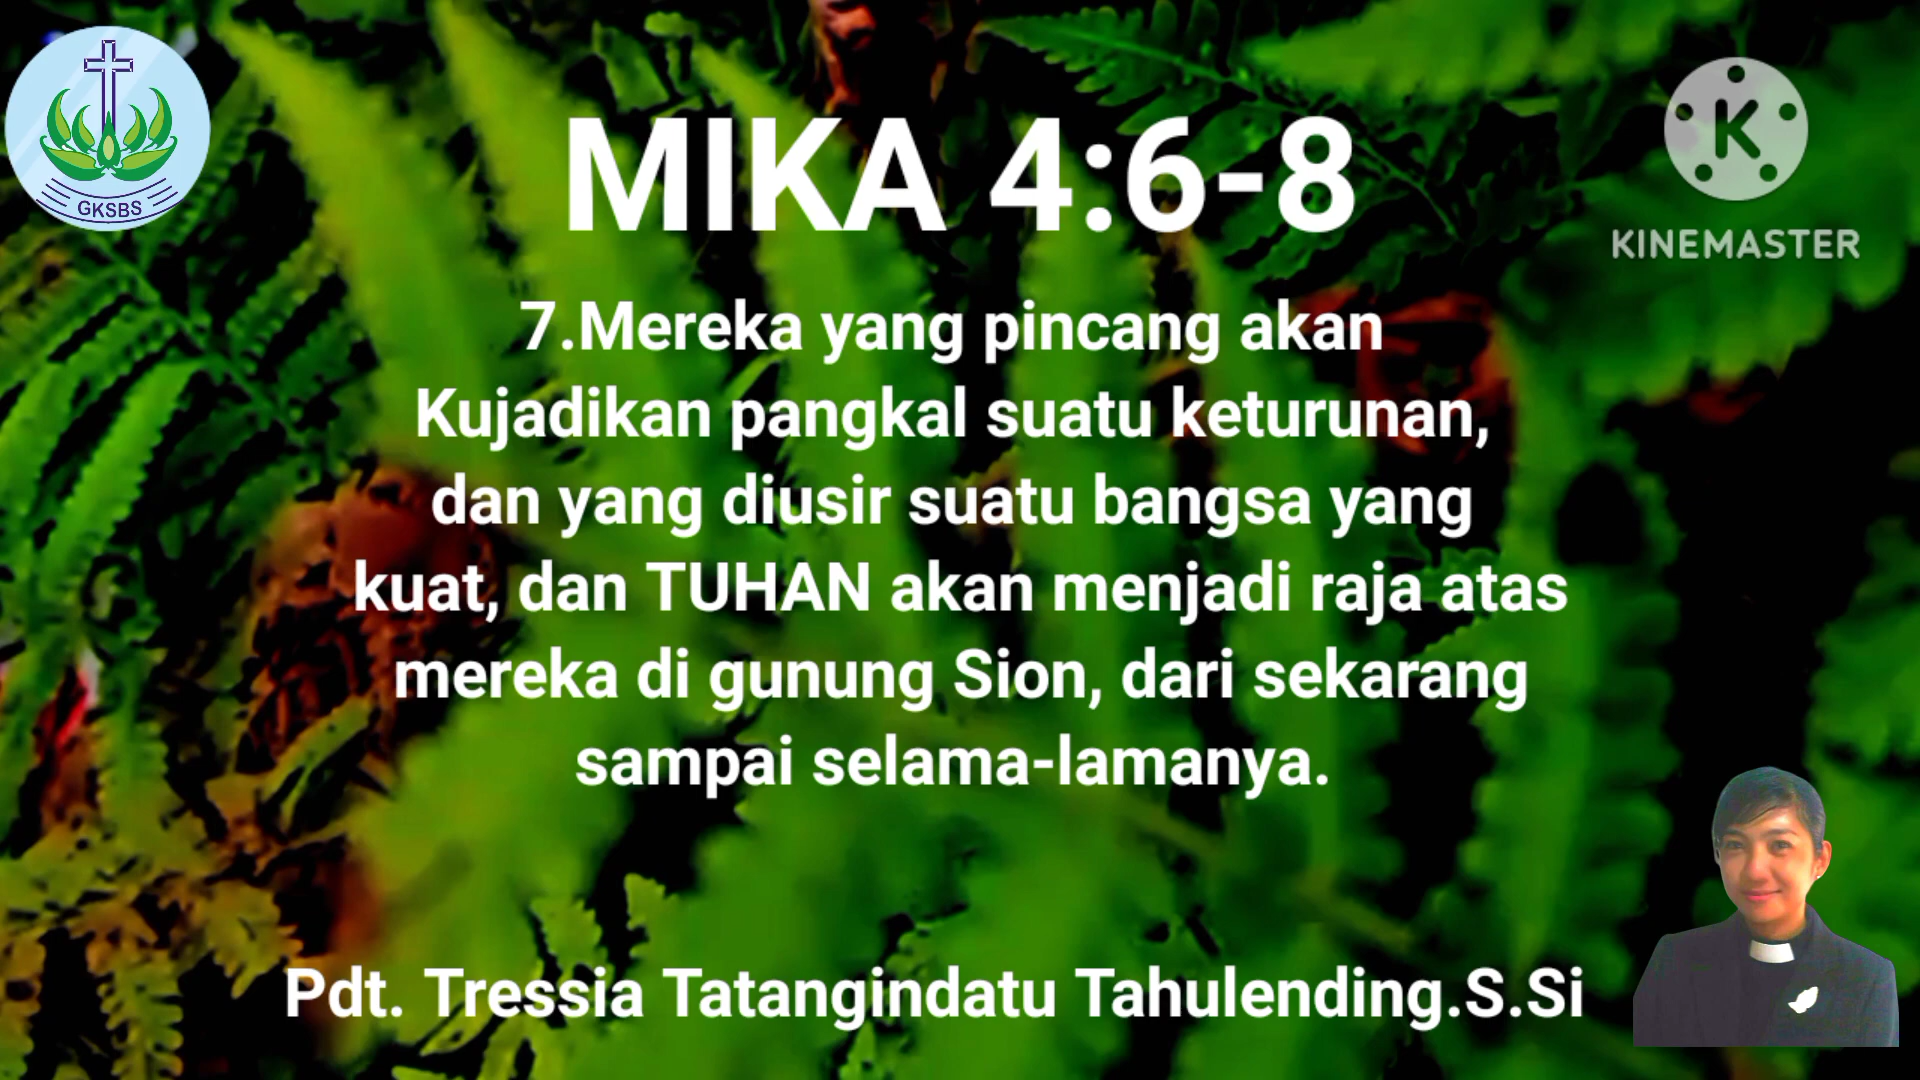 GKSBS
K
KINEMASTER
MIKA 4:6-8
7.Mereka yang pincang akan
Kujadikan pangkal suatu keturunan,
dan yang diusir suatu bangsa yang
kuat, dan TUHAN akan menjadi raja atas
mereka di gunung Sion, dari sekarang
sampai selama-lamanya.
Pdt. Tressia Tatangindatu Tahulending.S.Si